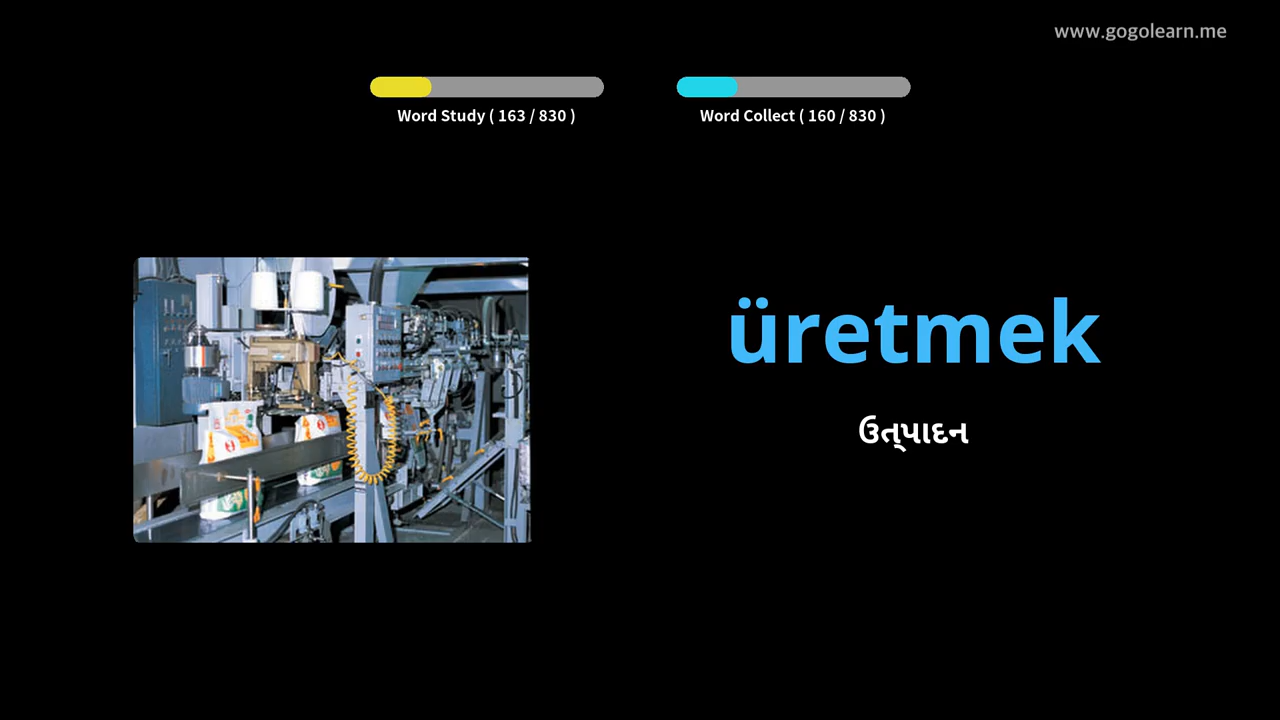 www.gogolearn.me
Word Study ( 163 / 830 )
Word Collect ( 160 / 830 )
üretmek
ઉત્પાદન